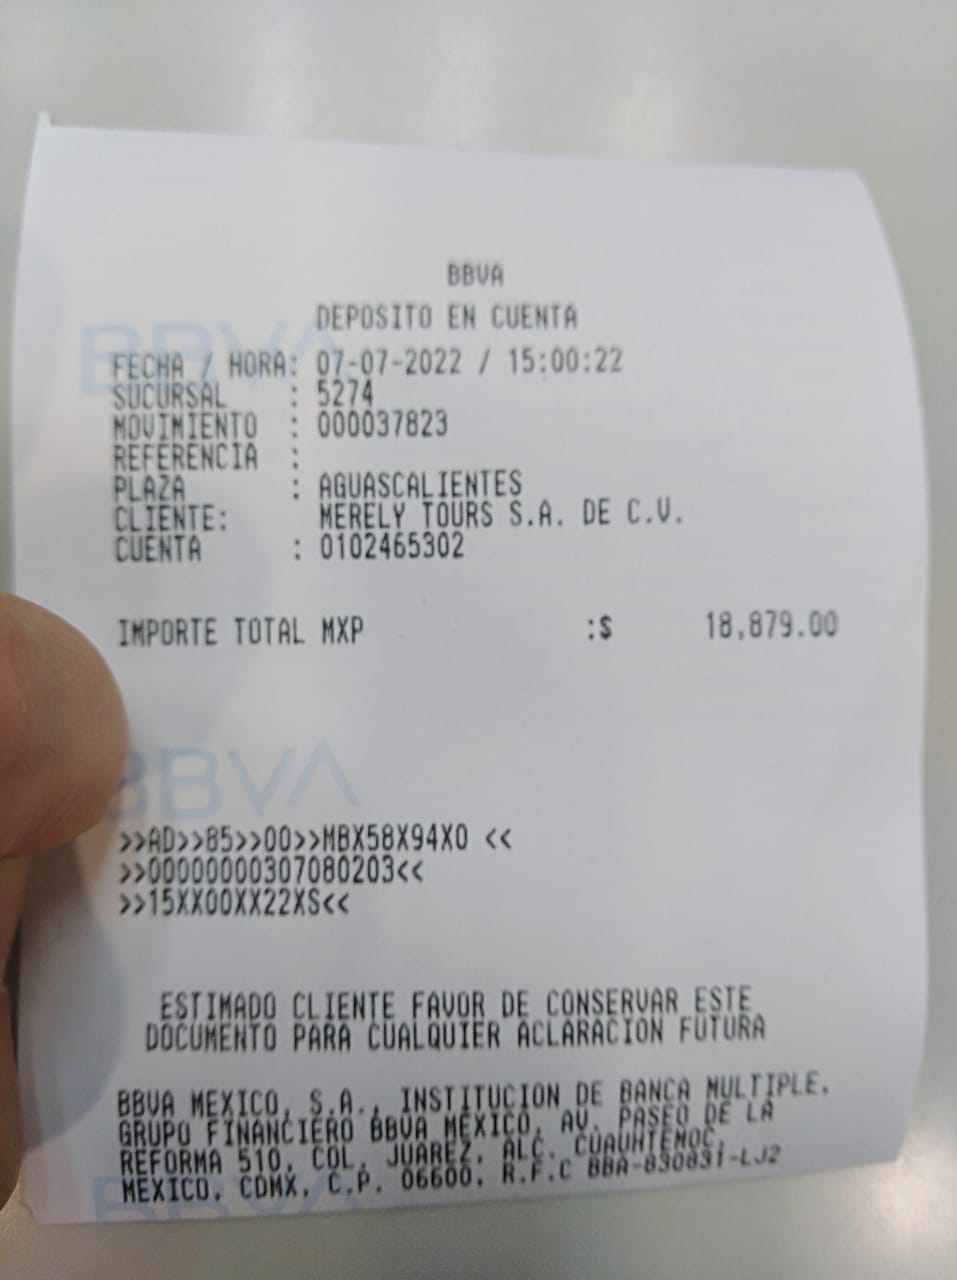 BBVA
DEPOSITO EN CUENTA
FECHA / HORA: 07-07-2022 / 15:00:22
SUCURSAL : 5274
MOVIMIENTO : 000037823
REFERENCIA :
PLAZA : AGUASCALIENTES
CLIENTE: MERELY TOURS S.A. DE C.V.
CUENTA : 0102465302
IMPORTE TOTAL MXP :$ 18,879.00
BBVA
>>AD>>85>>00>>MBX58X94X0 <<
>>00000000307080203<<
>>15XX00XX22XS<<
ESTIMADO CLIENTE FAVOR DE CONSERVAR ESTE
DOCUMENTO PARA CUALQUIER ACLARACION FUTURA
BBVA MEXICO, S.A., INSTITUCION DE BANCA MULTIPLE,
GRUPO FINANCIERO BBVA MEXICO, AV. PASEO DE LA
REFORMA 510, COL. JUAREZ, ALC. CUAUHTEMOC,
MEXICO, CDMX, C.P. 06600, R.F.C BBA-830831-LJ2